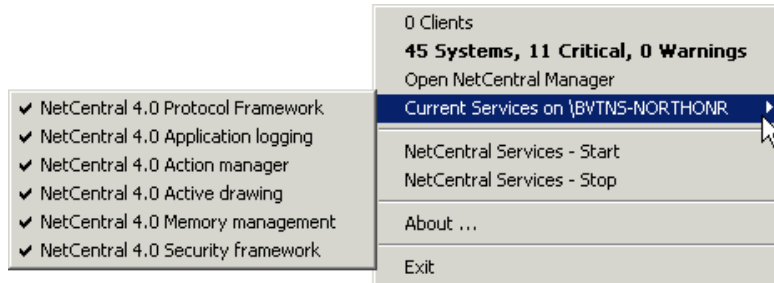 0 Clients
45 Systems, 11 Critical, 0 Warnings
Open NetCentral Manager
Current Services on \BVTNS-NORTHONR
NetCentral Services - Start
NetCentral Services - Stop
About ...
Exit
NetCentral 4.0 Protocol Framework
NetCentral 4.0 Application logging
NetCentral 4.0 Action manager
NetCentral 4.0 Active drawing
NetCentral 4.0 Memory management
NetCentral 4.0 Security framework